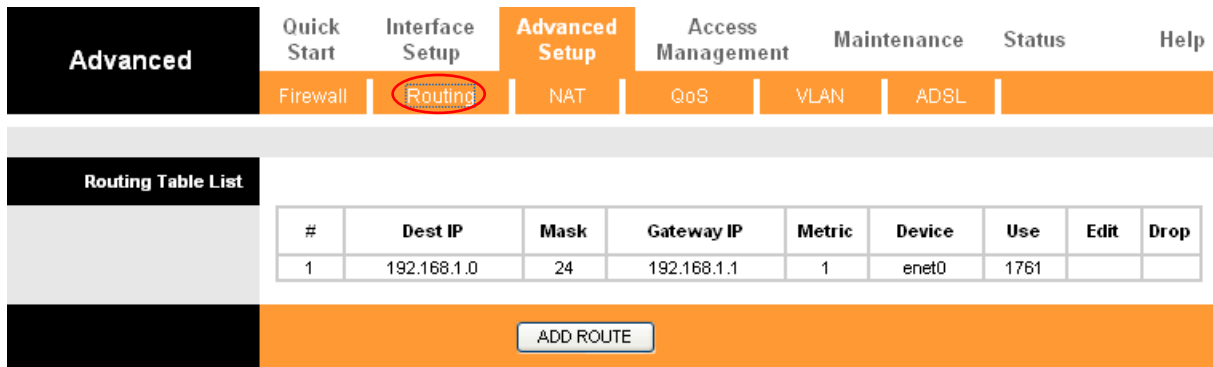 Advanced
Quick Start
Interface Setup
Advanced Setup
Access Management
Maintenance
Status
Help
Firewall
Routing
NAT
QoS
VLAN
ADSL
Routing Table List
# Dest IP Mask Gateway IP Metric Device Use Edit Drop
1 192.168.1.0 24 192.168.1.1 1 enet0 1761
ADD ROUTE